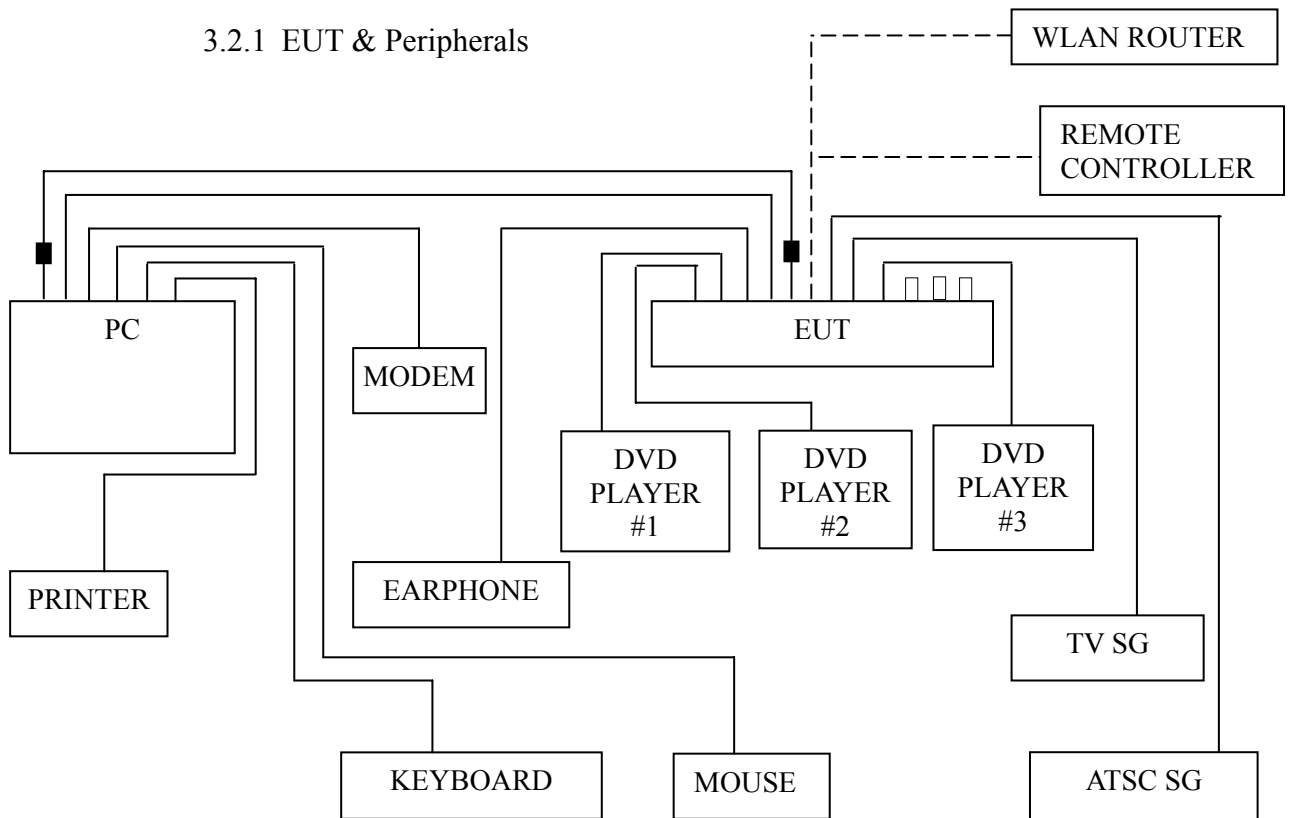 3.2.1 EUT & Peripherals
WLAN ROUTER
REMOTE
CONTROLLER
PC
EUT
MODEM
DVD
PLAYER
#1
DVD
PLAYER
#2
DVD
PLAYER
#3
PRINTER
EARPHONE
TV SG
KEYBOARD
MOUSE
ATSC SG